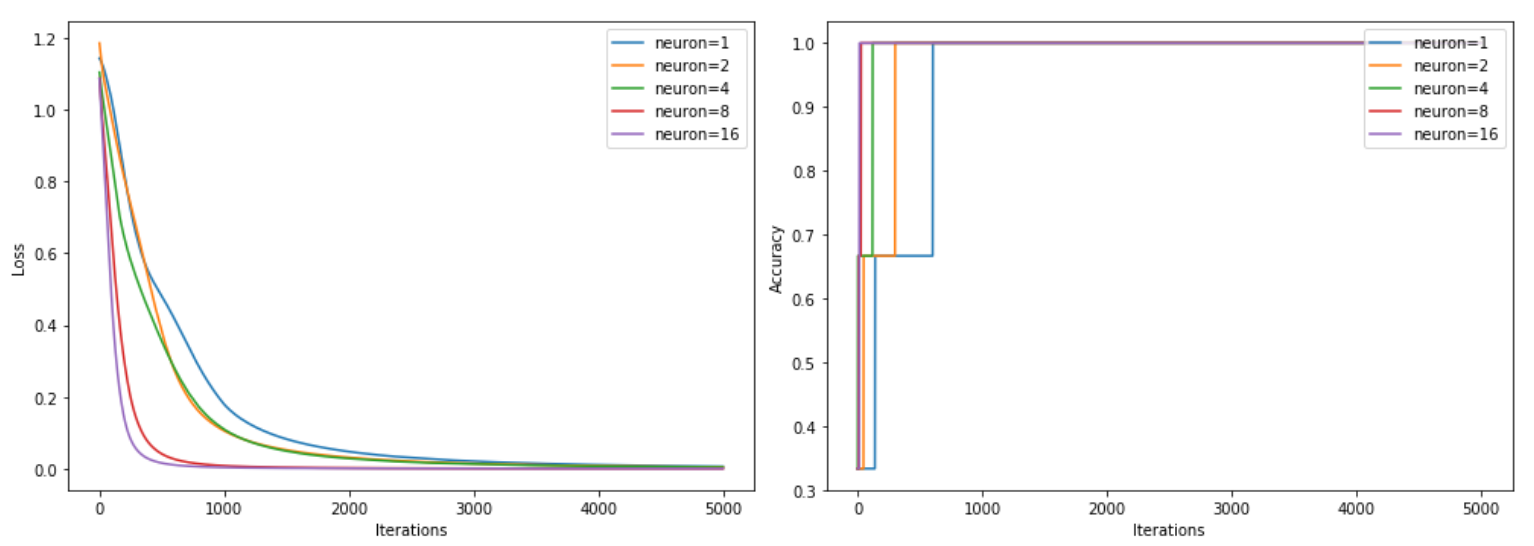 1.2
1.0
0.8
0.6
0.4
0.2
0.0
Loss
0 1000 2000 3000 4000 5000
Iterations
neuron=1
neuron=2
neuron=4
neuron=8
neuron=16
1.0
0.9
0.8
0.7
0.6
0.5
0.4
0.3
Accuracy
0 1000 2000 3000 4000 5000
Iterations
neuron=1
neuron=2
neuron=4
neuron=8
neuron=16